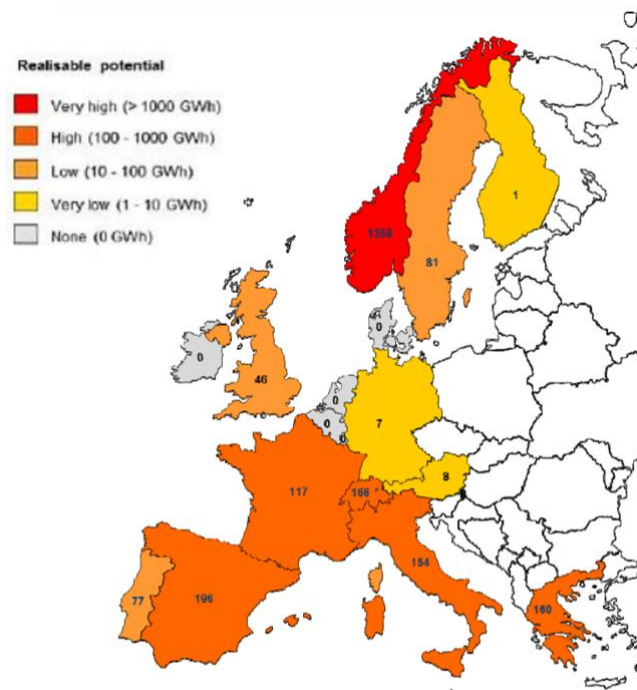 Realisable potential
Very high (> 1000 GWh)
High (100 - 1000 GWh)
Low (10 - 100 GWh)
Very low (1 - 10 GWh)
None (0 GWh)
1
1356
81
0
0
46
0
0
0
7
8
117
166
154
77
196
160